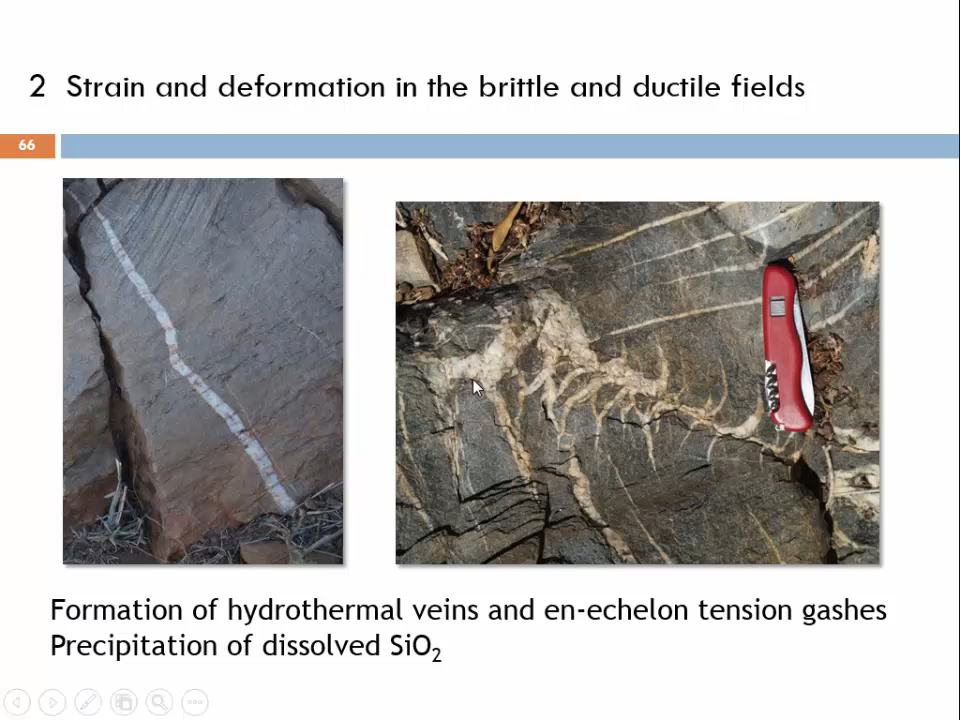 2 Strain and deformation in the brittle and ductile fields
66
Formation of hydrothermal veins and en-echelon tension gashes
Precipitation of dissolved SiO₂